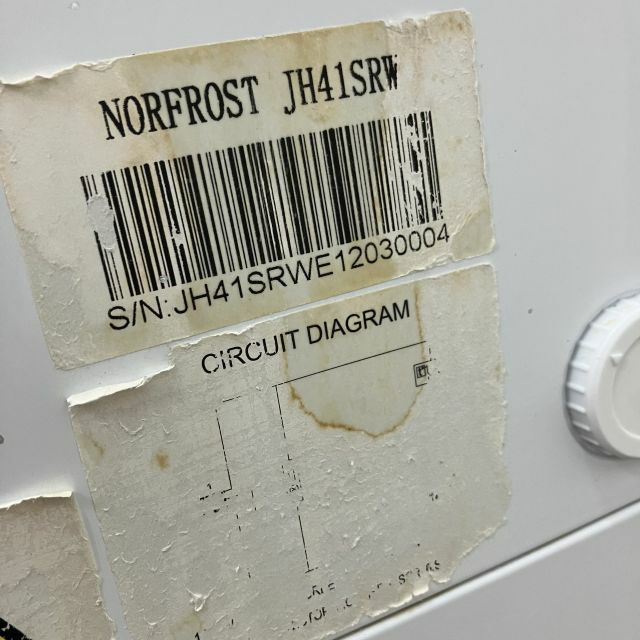 NORFROST JH41SRW
S/N:JH41SRWE12030004
CIRCUIT DIAGRAM